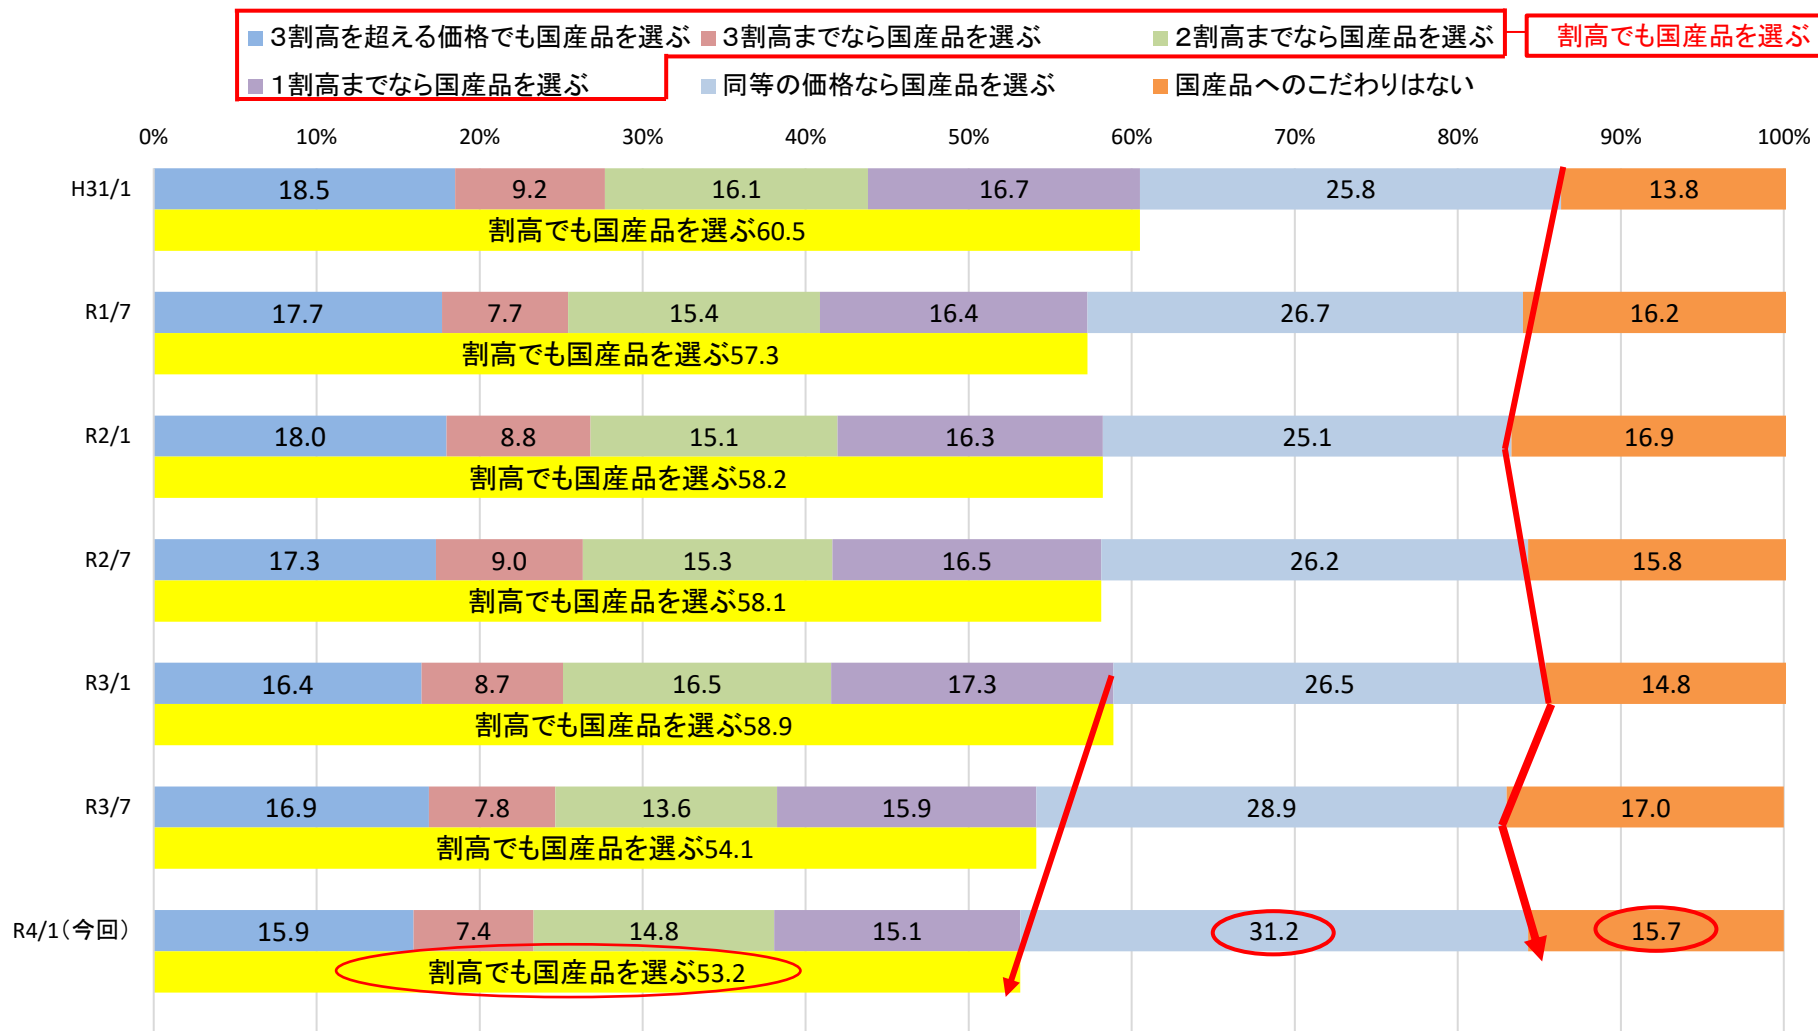 ３割高を超える価格でも国産品を選ぶ ３割高までなら国産品を選ぶ ２割高までなら国産品を選ぶ 割高でも国産品を選ぶ
１割高までなら国産品を選ぶ 同等の価格なら国産品を選ぶ 国産品へのこだわりはない
0% 10% 20% 30% 40% 50% 60% 70% 80% 90% 100%
H31/1 18.5 9.2 16.1 16.7 25.8 13.8
割高でも国産品を選ぶ60.5
R1/7 17.7 7.7 15.4 16.4 26.7 16.2
割高でも国産品を選ぶ57.3
R2/1 18.0 8.8 15.1 16.3 25.1 16.9
割高でも国産品を選ぶ58.2
R2/7 17.3 9.0 15.3 16.5 26.2 15.8
割高でも国産品を選ぶ58.1
R3/1 16.4 8.7 16.5 17.3 26.5 14.8
割高でも国産品を選ぶ58.9
R3/7 16.9 7.8 13.6 15.9 28.9 17.0
割高でも国産品を選ぶ54.1
R4/1（今回） 15.9 7.4 14.8 15.1 31.2 15.7
割高でも国産品を選ぶ53.2